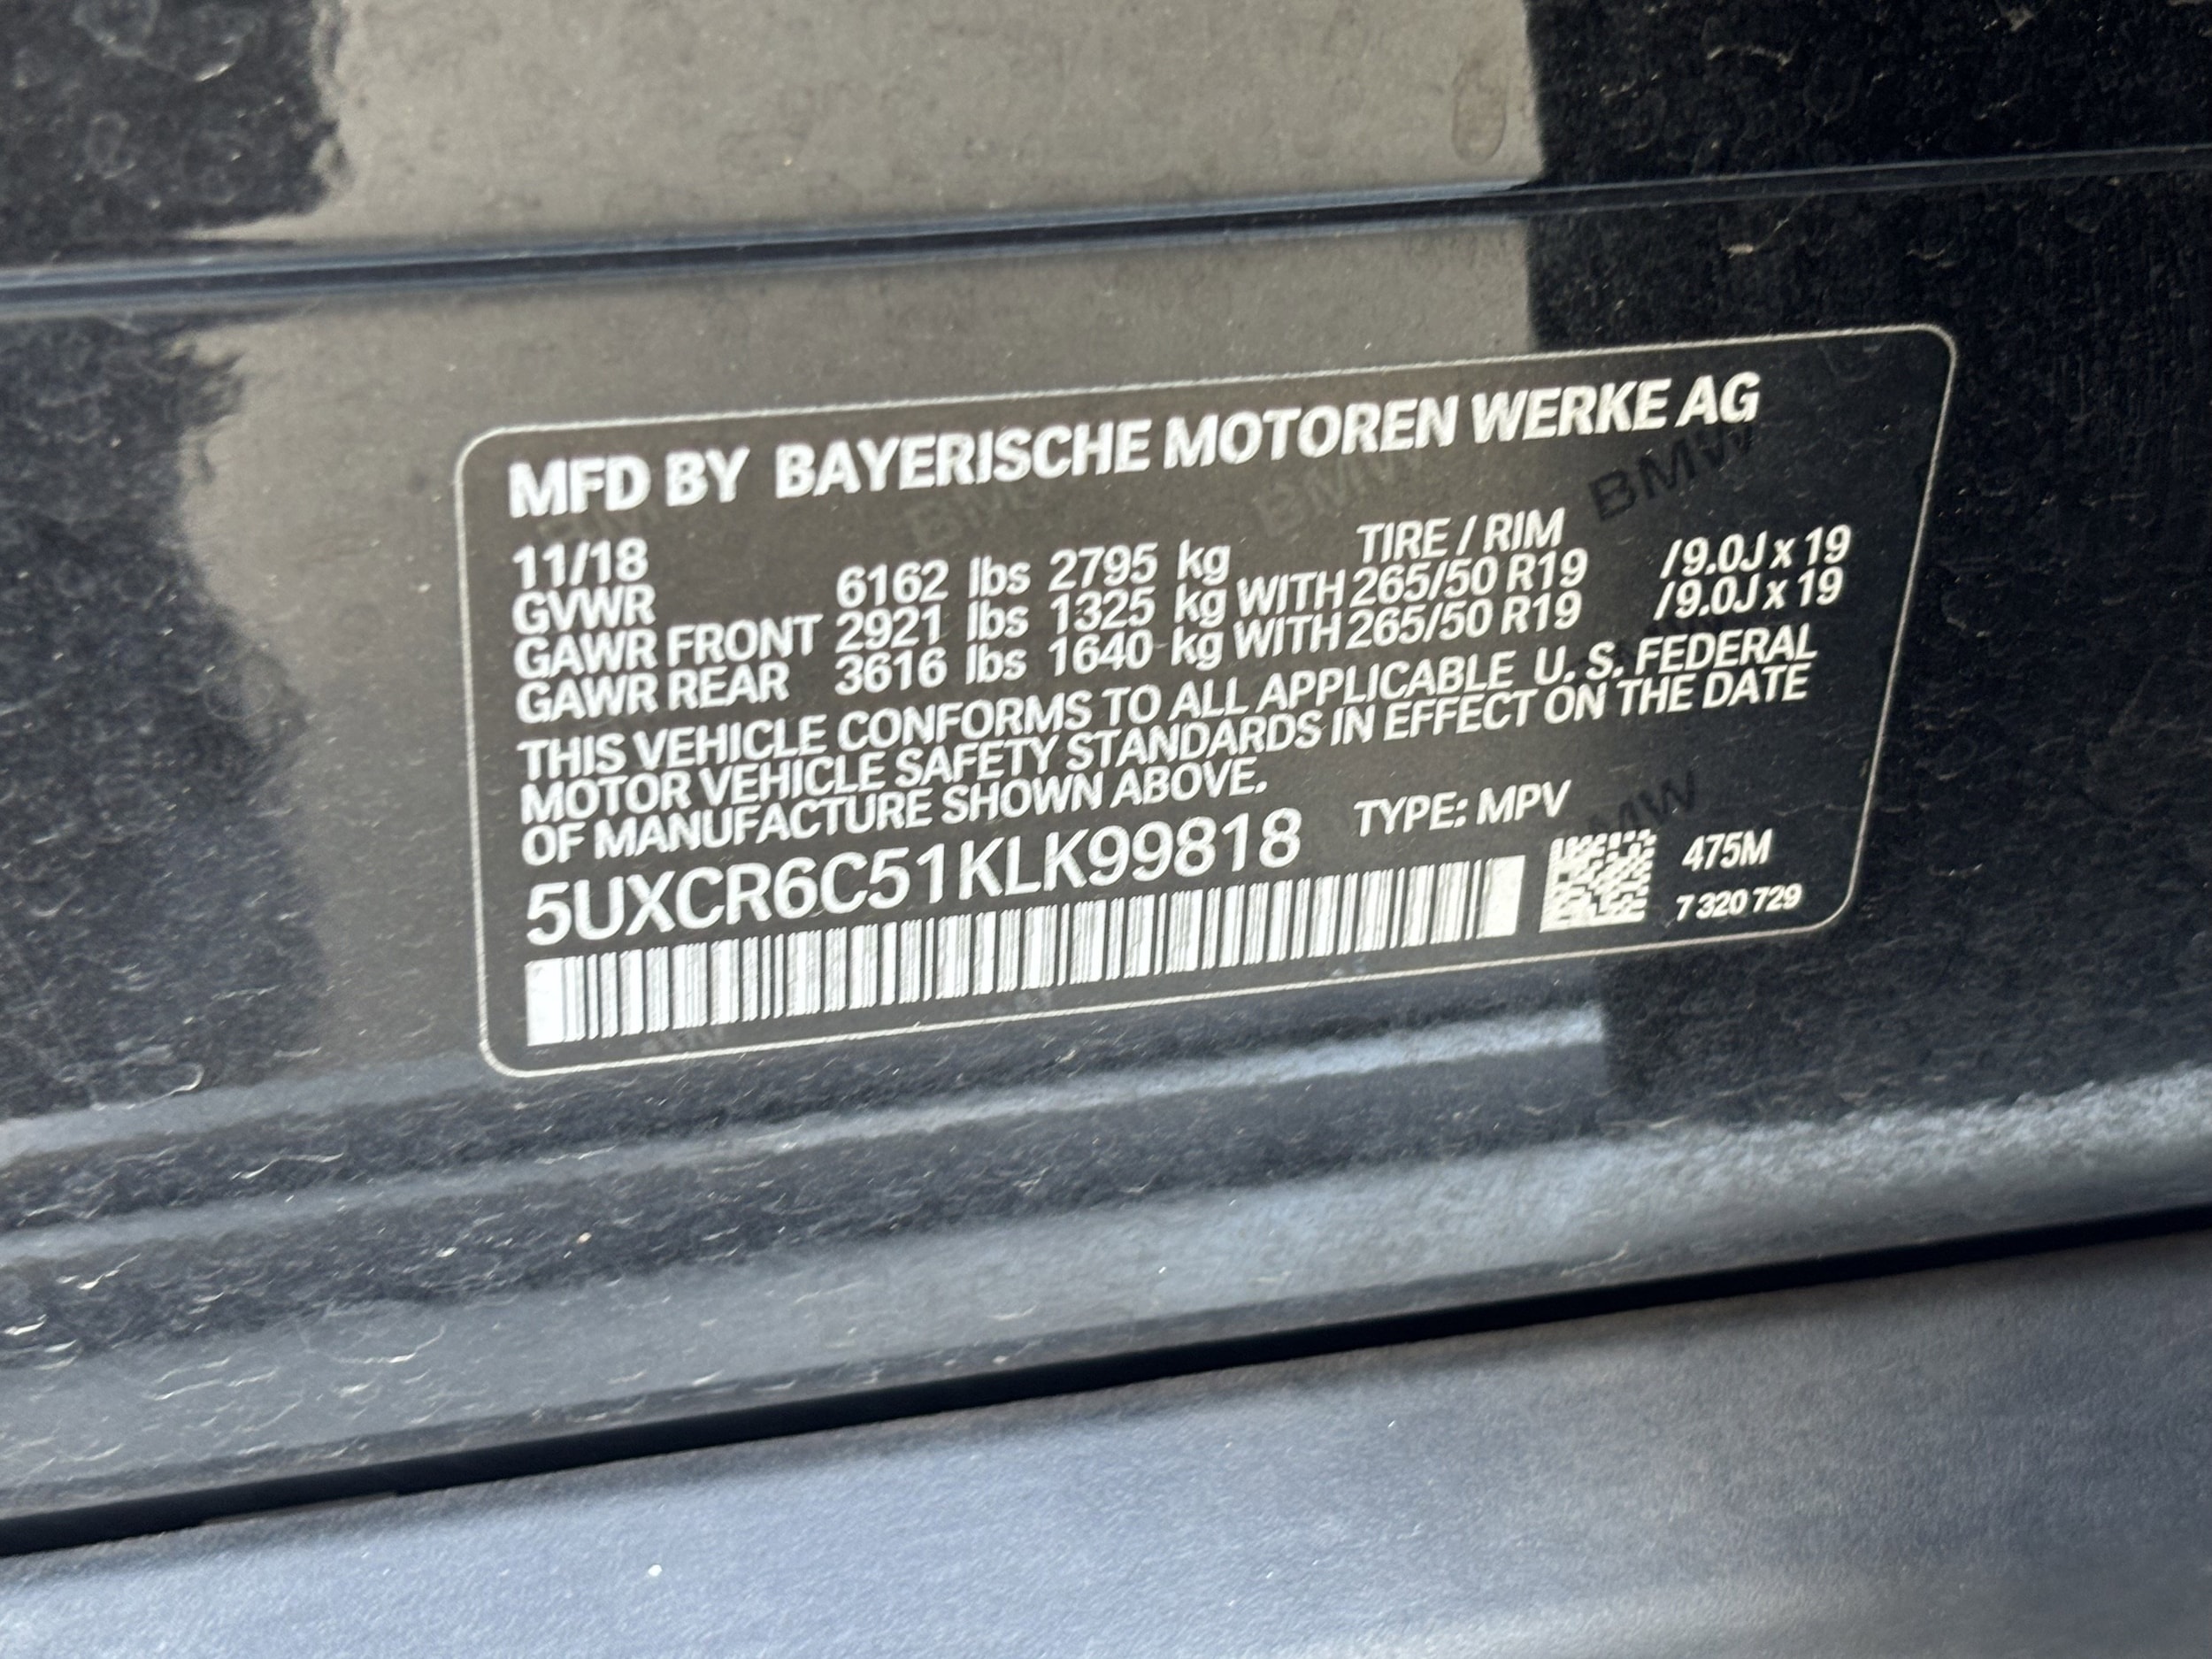 MFD BY BAYERISCHE MOTOREN WERKE AG
11/18 TIRE / RIM
GVWR 6162 lbs 2795 kg
GAWR FRONT 2921 lbs 1325 kg WITH 265/50 R19 /9.0J x 19
GAWR REAR 3616 lbs 1640 kg WITH 265/50 R19 /9.0J x 19
THIS VEHICLE CONFORMS TO ALL APPLICABLE U. S. FEDERAL
MOTOR VEHICLE SAFETY STANDARDS IN EFFECT ON THE DATE
OF MANUFACTURE SHOWN ABOVE.
5UXCR6C51KLK99818 TYPE: MPV
475M
7 320 729
BMW
BMW
BMW